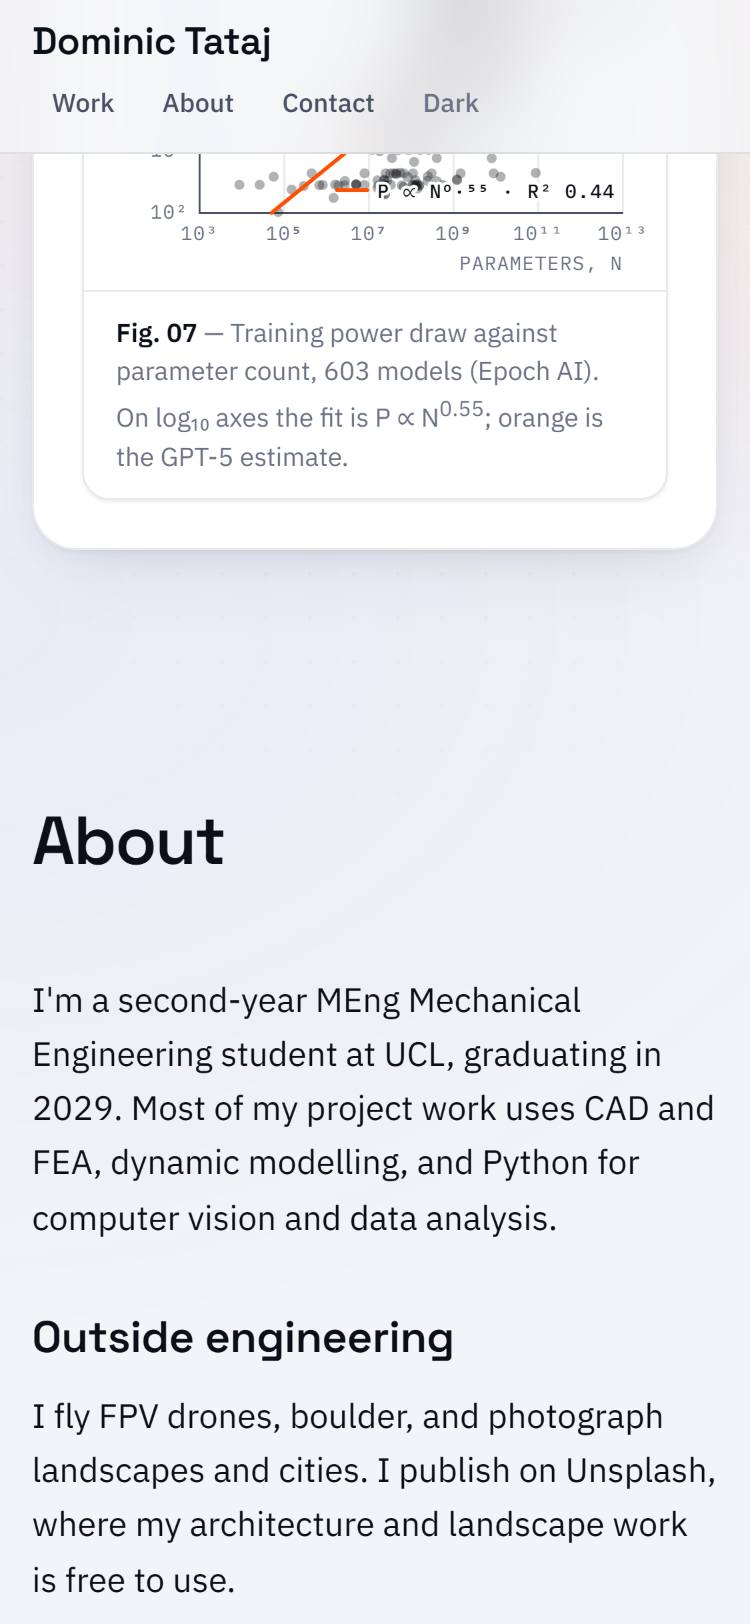 Dominic Tataj
Work About Contact Dark
P ∝ N⁰·⁵⁵ · R² 0.44
10²
10³ 10⁵ 10⁷ 10⁹ 10¹¹ 10¹³
PARAMETERS, N
Fig. 07 — Training power draw against
parameter count, 603 models (Epoch AI).
On log₁₀ axes the fit is P ∝ N⁰·⁵⁵; orange is
the GPT-5 estimate.
About
I'm a second-year MEng Mechanical
Engineering student at UCL, graduating in
2029. Most of my project work uses CAD and
FEA, dynamic modelling, and Python for
computer vision and data analysis.
Outside engineering
I fly FPV drones, boulder, and photograph
landscapes and cities. I publish on Unsplash,
where my architecture and landscape work
is free to use.